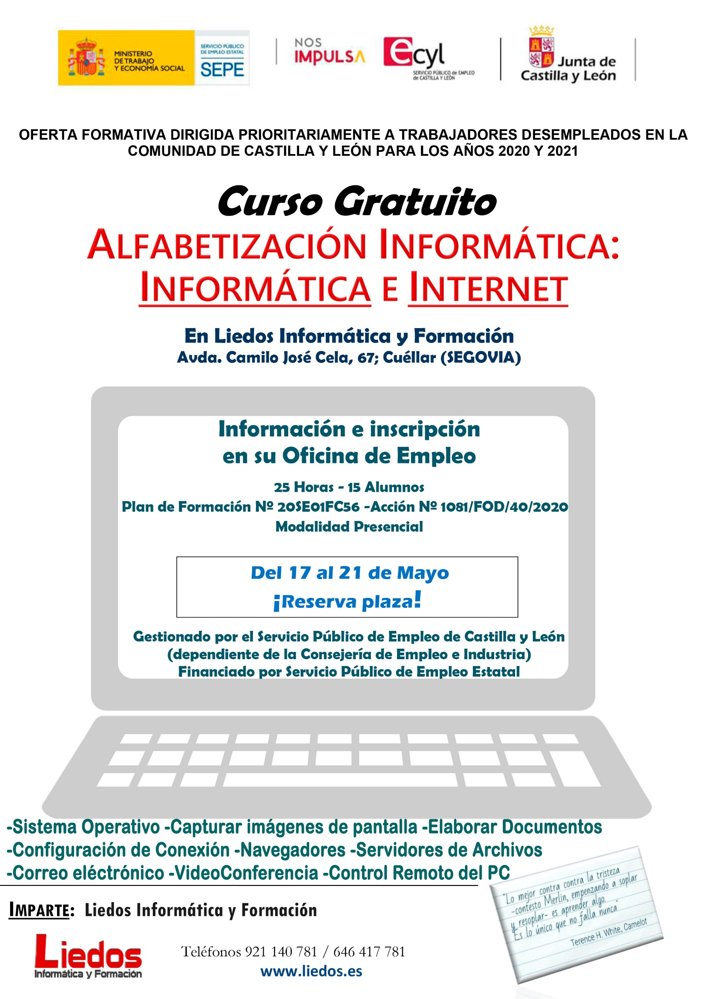 MINISTERIO
DE TRABAJO
Y ECONOMÍA SOCIAL
SERVICIO PÚBLICO
DE EMPLEO ESTATAL
SEPE
NOS
IMPULSA
ecyl
SERVICIO PÚBLICO de EMPLEO
de CASTILLA Y LEÓN
Junta de
Castilla y León
OFERTA FORMATIVA DIRIGIDA PRIORITARIAMENTE A TRABAJADORES DESEMPLEADOS EN LA
COMUNIDAD DE CASTILLA Y LEÓN PARA LOS AÑOS 2020 Y 2021
Curso Gratuito
ALFABETIZACIÓN INFORMÁTICA:
INFORMÁTICA E INTERNET
En Liedos Informática y Formación
Avda. Camilo José Cela, 67; Cuéllar (SEGOVIA)
Información e inscripción
en su Oficina de Empleo
25 Horas - 15 Alumnos
Plan de Formación Nº 20SE01FC56 -Acción Nº 1081/FOD/40/2020
Modalidad Presencial
Del 17 al 21 de Mayo
¡Reserva plaza!
Gestionado por el Servicio Público de Empleo de Castilla y León
(dependiente de la Consejería de Empleo e Industria)
Financiado por Servicio Público de Empleo Estatal
-Sistema Operativo -Capturar imágenes de pantalla -Elaborar Documentos
-Configuración de Conexión -Navegadores -Servidores de Archivos
-Correo eléctrónico -VideoConferencia -Control Remoto del PC
"Lo mejor contra contra la tristeza
-contesto Merlin, empenzando a soplar
y resoplar- es aprender algo.
Es lo único que no falla nunca"
Terence H. White, Camelot
IMPARTE: Liedos Informática y Formación
Liedos
Informática y Formación
Teléfonos 921 140 781 / 646 417 781
www.liedos.es